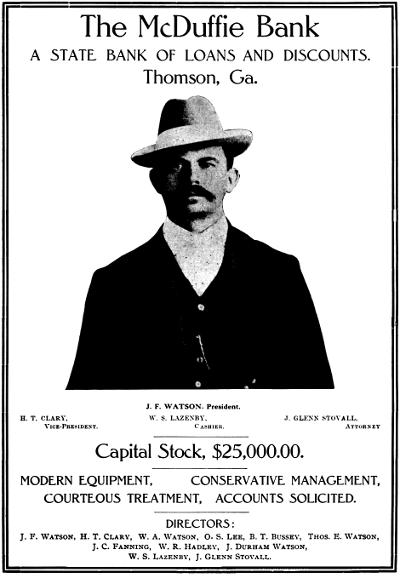 The McDuffie Bank
A STATE BANK OF LOANS AND DISCOUNTS.
Thomson, Ga.
J. F. WATSON, President.
H. T. CLARY, W. S. LAZENBY, J. GLENN STOVALL,
VICE-PRESIDENT. CASHIER. ATTORNEY
Capital Stock, $25,000.00.
MODERN EQUIPMENT, CONSERVATIVE MANAGEMENT,
COURTEOUS TREATMENT, ACCOUNTS SOLICITED.
DIRECTORS:
J. F. WATSON, H. T. CLARY, W. A. WATSON, O. S. LEE, B. T. BUSSEY, THOS. E. WATSON,
J. C. FANNING, W. R. HADLEY, J. DURHAM WATSON,
W. S. LAZENBY, J. GLENN STOVALL.